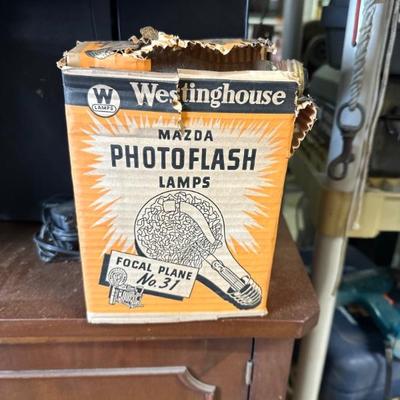 W
LAMPS
Westinghouse
MAZDA
PHOTOFLASH
LAMPS
FOCAL PLANE
No. 31